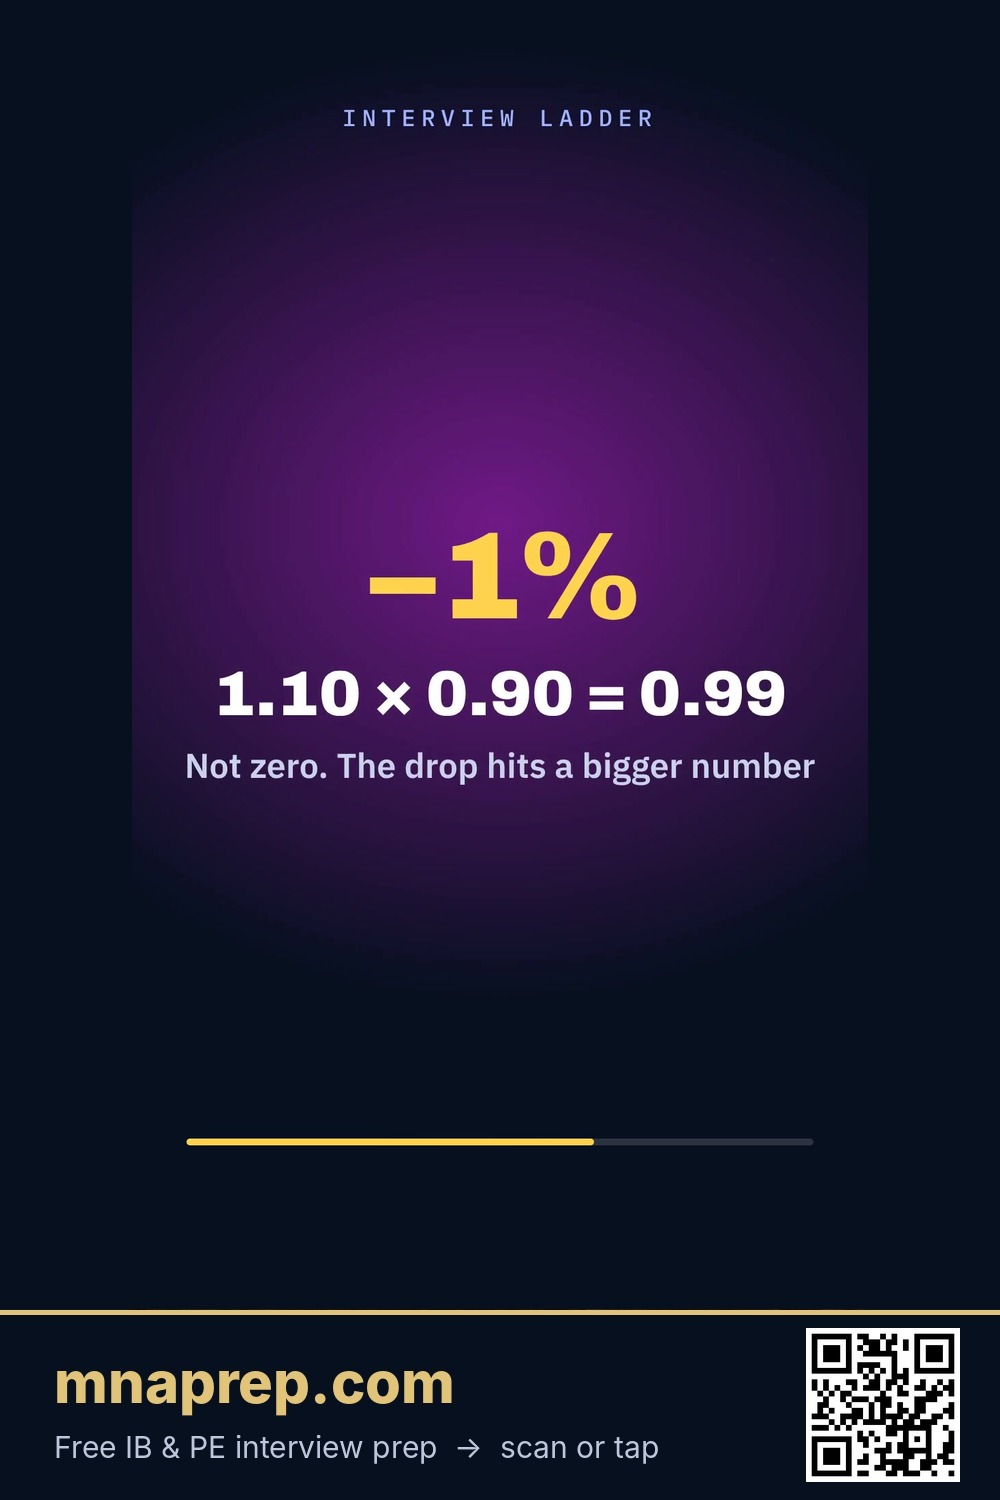 INTERVIEW LADDER
–1%
1.10 × 0.90 = 0.99
Not zero. The drop hits a bigger number
mnaprep.com
Free IB & PE interview prep → scan or tap